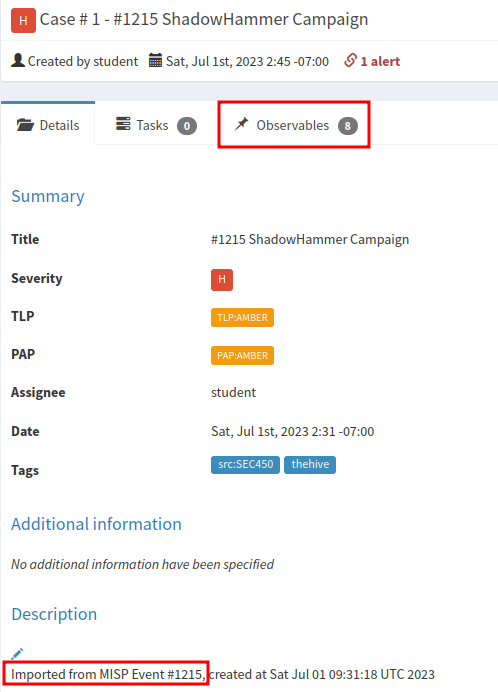 H Case # 1 - #1215 ShadowHammer Campaign
Created by student Sat, Jul 1st, 2023 2:45 -07:00 1 alert
Details Tasks 0 Observables 8
Summary
Title #1215 ShadowHammer Campaign
Severity H
TLP TLP:AMBER
PAP PAP:AMBER
Assignee student
Date Sat, Jul 1st, 2023 2:31 -07:00
Tags src:SEC450 thehive
Additional information
No additional information have been specified
Description
Imported from MISP Event #1215, created at Sat Jul 01 09:31:18 UTC 2023